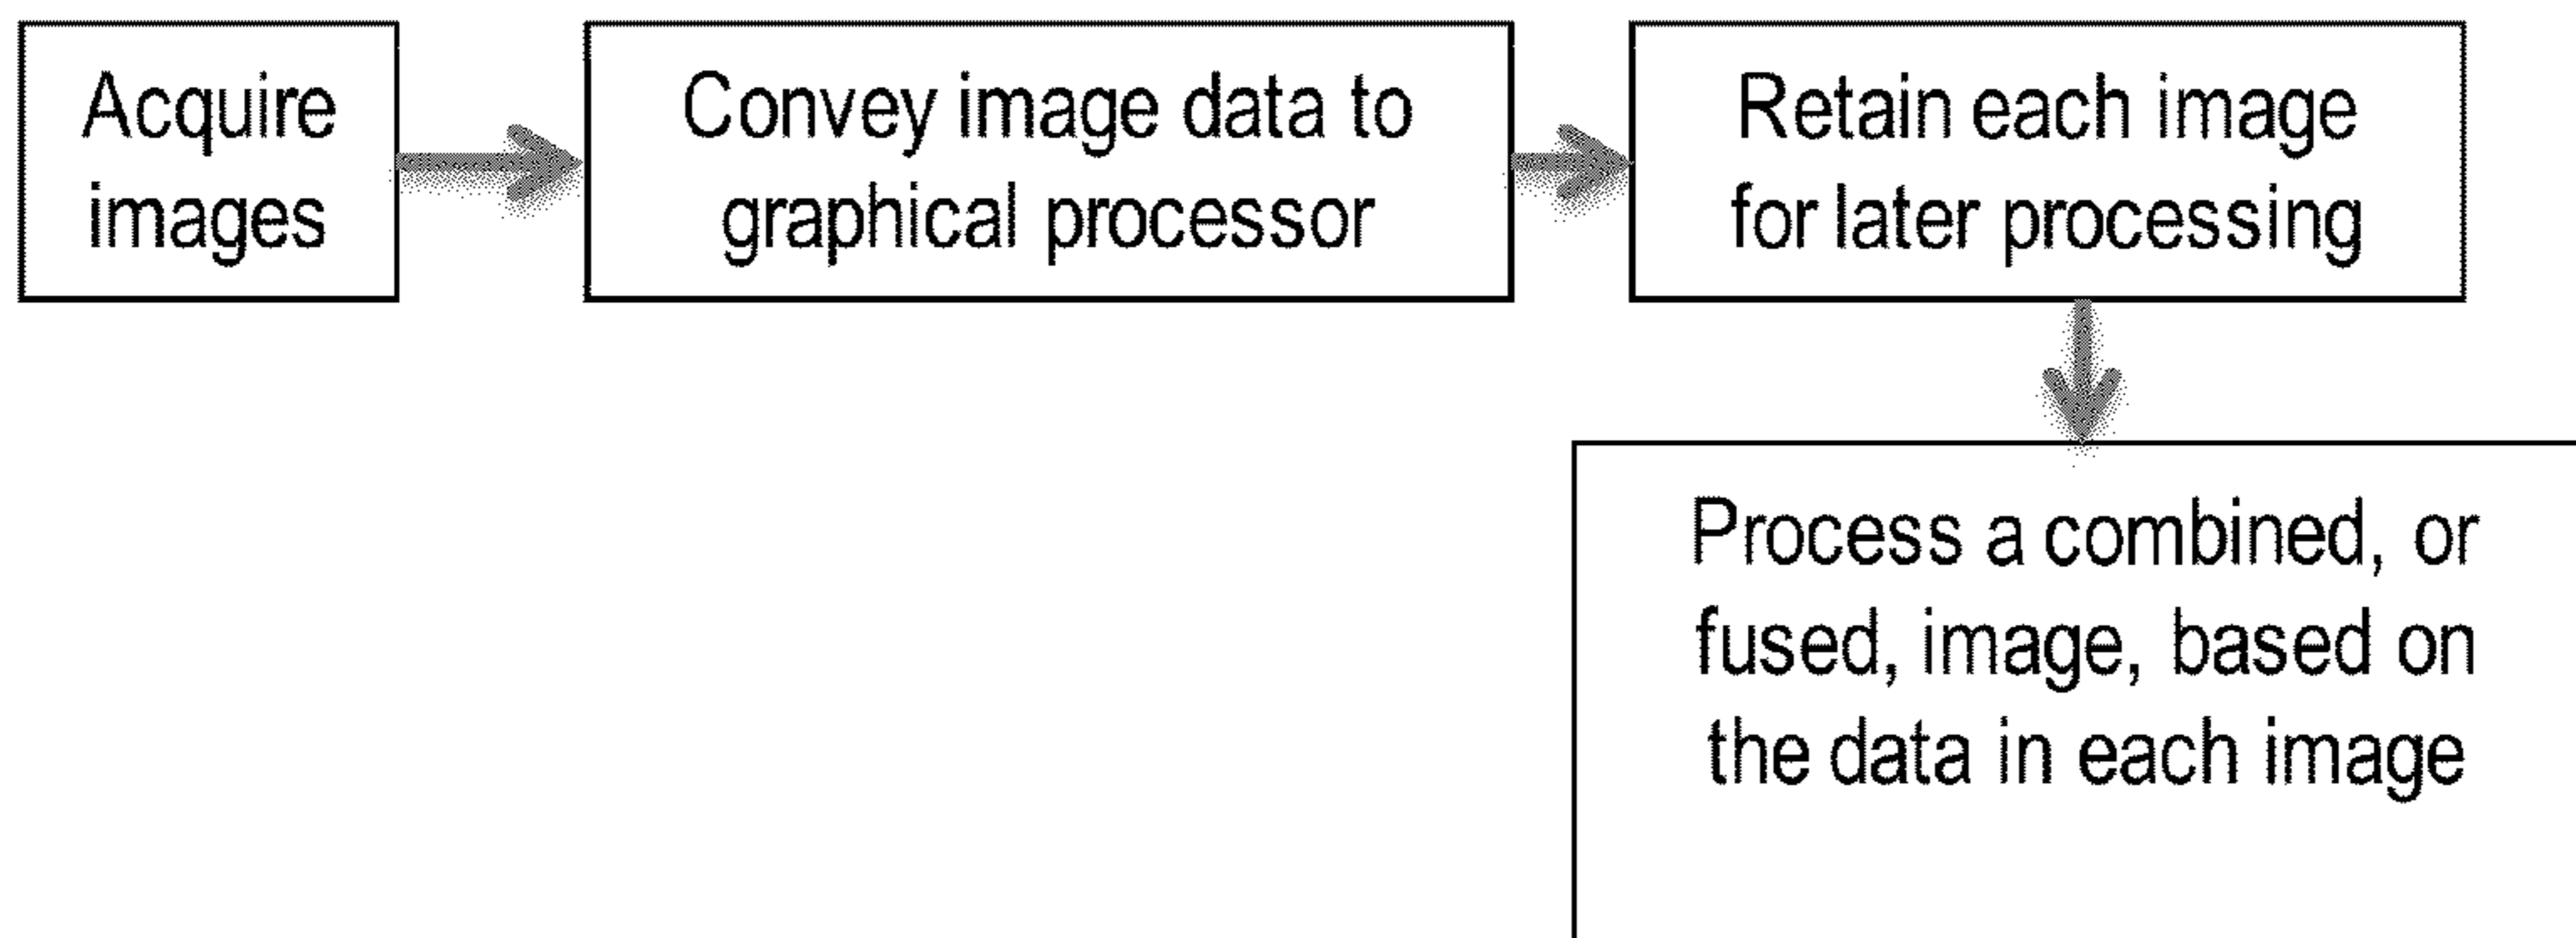 Acquire
images
Convey image data to
graphical processor
Retain each image
for later processing
Process a combined, or
fused, image, based on
the data in each image